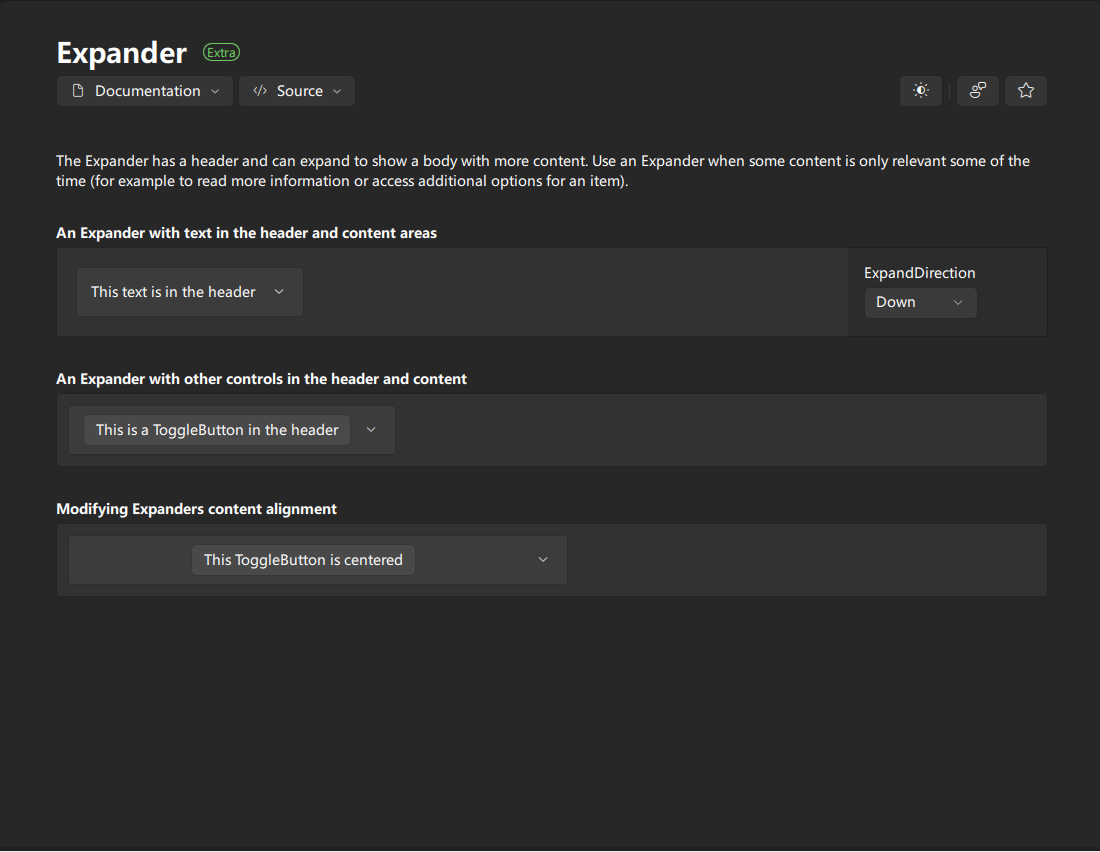 Expander Extra
Documentation Source
The Expander has a header and can expand to show a body with more content. Use an Expander when some content is only relevant some of the
time (for example to read more information or access additional options for an item).
An Expander with text in the header and content areas
This text is in the header
ExpandDirection
Down
An Expander with other controls in the header and content
This is a ToggleButton in the header
Modifying Expanders content alignment
This ToggleButton is centered